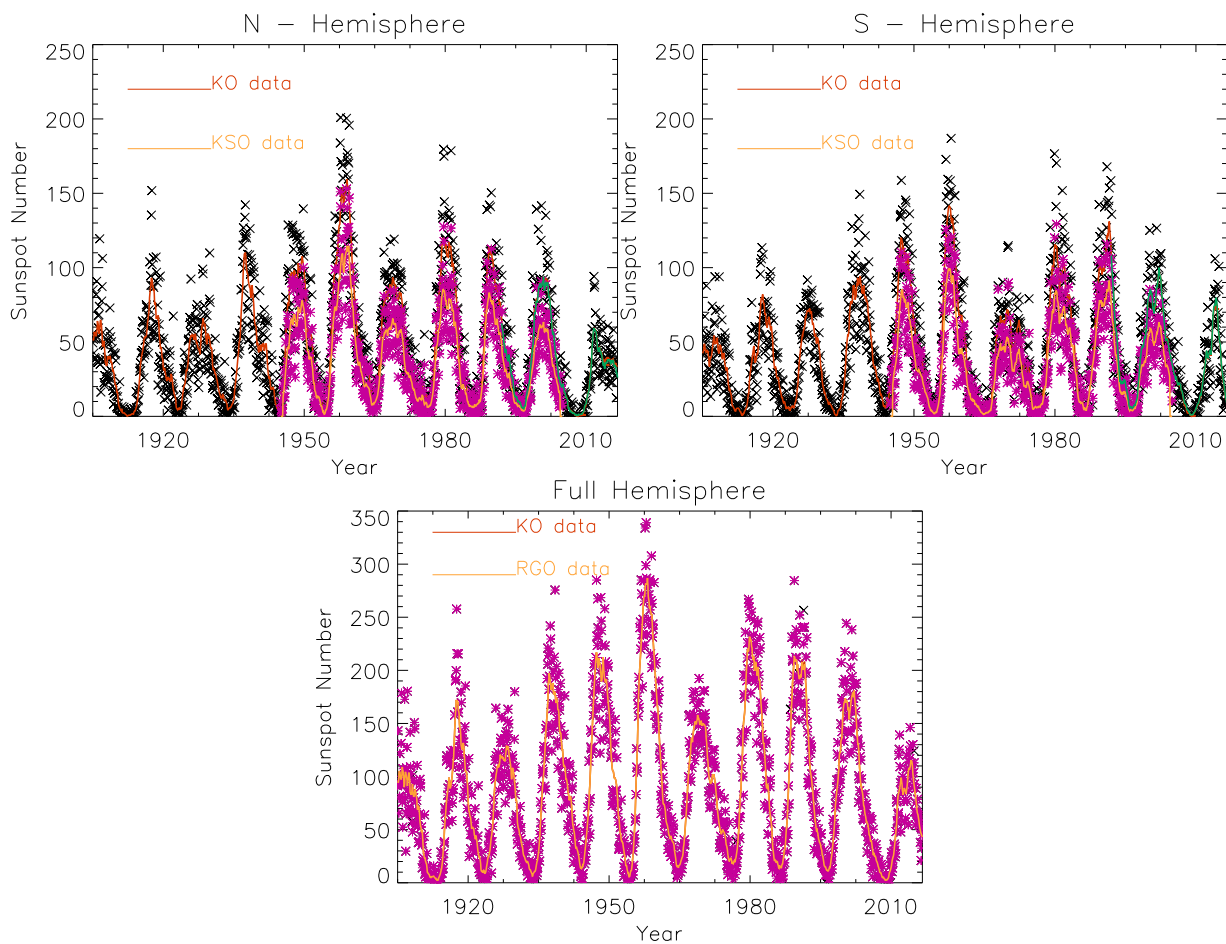 N – Hemisphere
250
200
150
100
50
0
Sunspot Number
KO data
KSO data
1920 1950 1980 2010
Year
S – Hemisphere
250
200
150
100
50
0
Sunspot Number
KO data
KSO data
1920 1950 1980 2010
Year
Full Hemisphere
350
300
250
200
150
100
50
0
Sunspot Number
KO data
RGO data
1920 1950 1980 2010
Year